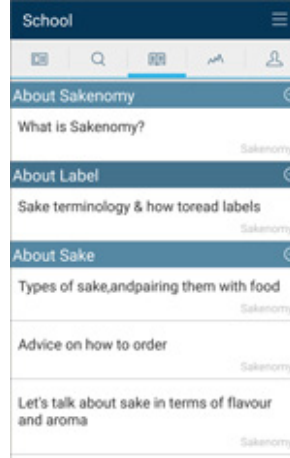 School
About Sakenomy
What is Sakenomy?
Sakenomy
About Label
Sake terminology & how toread labels
Sakenomy
About Sake
Types of sake,andpairing them with food
Sakenomy
Advice on how to order
Sakenomy
Let's talk about sake in terms of flavour
and aroma
Sakenomy